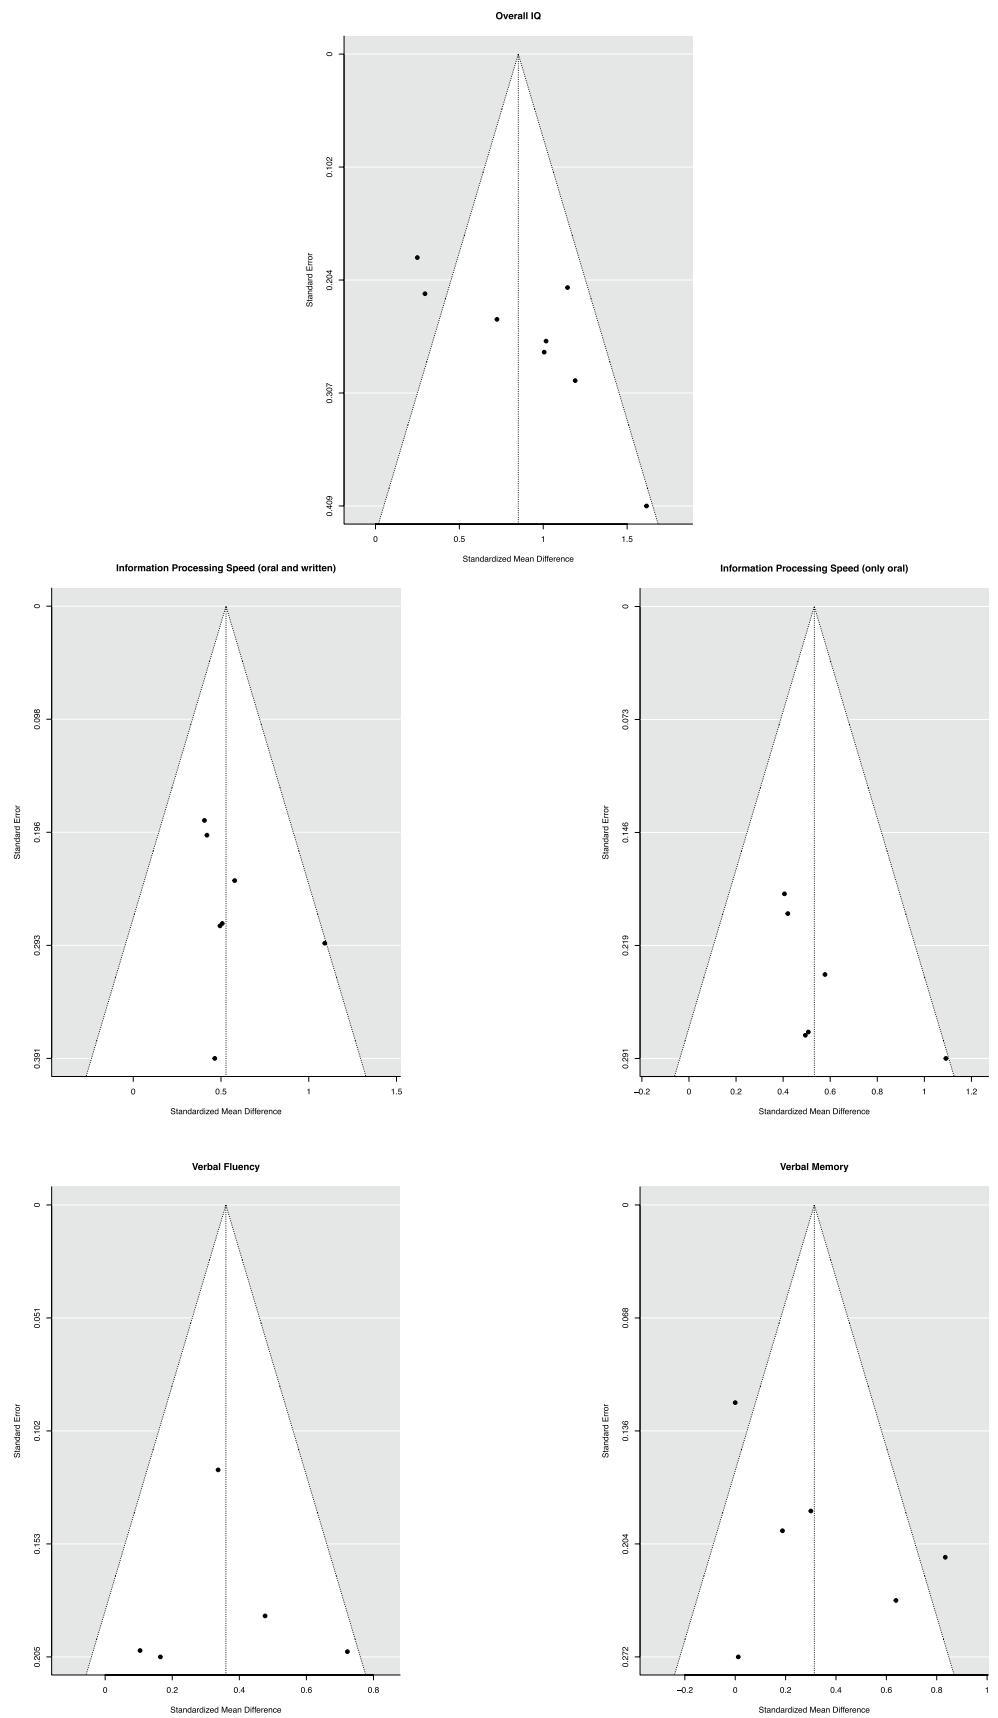 Overall IQ
Standard Error
0
0.102
0.204
0.307
0.409
0 0.5 1 1.5
Standardized Mean Difference
Information Processing Speed (oral and written)
Standard Error
0
0.098
0.196
0.293
0.391
0 0.5 1 1.5
Standardized Mean Difference
Information Processing Speed (only oral)
Standard Error
0
0.073
0.146
0.219
0.291
−0.2 0 0.2 0.4 0.6 0.8 1 1.2
Standardized Mean Difference
Verbal Fluency
Standard Error
0
0.051
0.102
0.153
0.205
0 0.2 0.4 0.6 0.8
Standardized Mean Difference
Verbal Memory
Standard Error
0
0.068
0.136
0.204
0.272
−0.2 0 0.2 0.4 0.6 0.8 1
Standardized Mean Difference